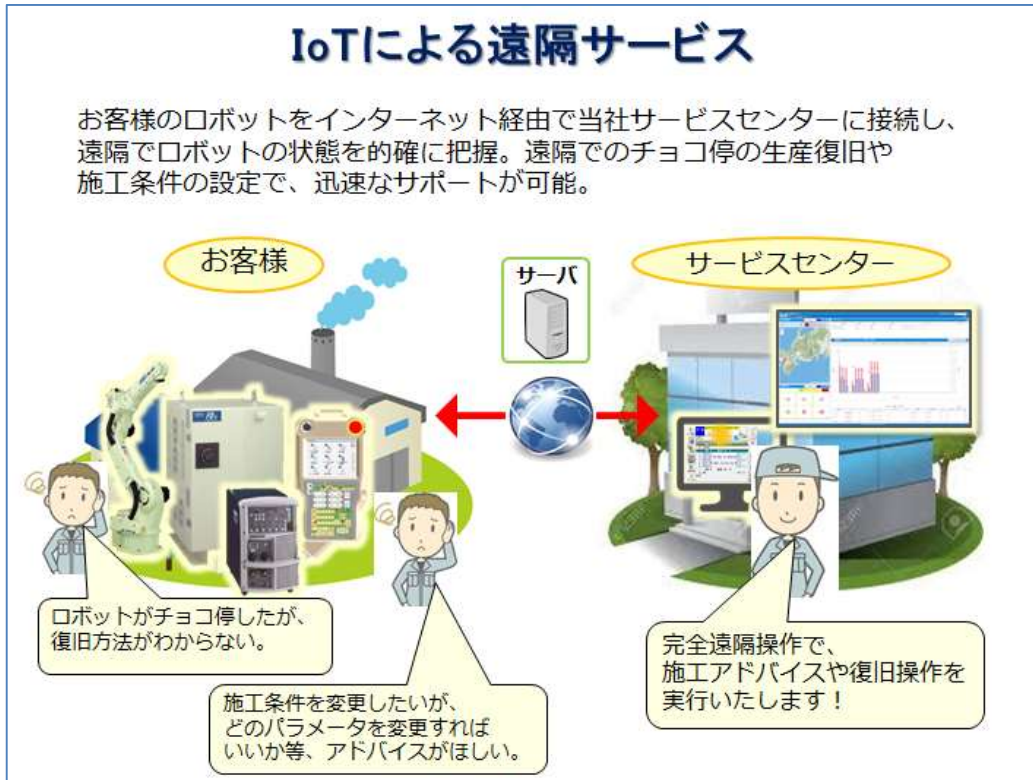 IoTによる遠隔サービス
お客様のロボットをインターネット経由で当社サービスセンターに接続し、
遠隔でロボットの状態を的確に把握。遠隔でのチョコ停の生産復旧や
施工条件の設定で、迅速なサポートが可能。
お客様
サーバ
サービスセンター
ロボットがチョコ停したが、
復旧方法がわからない。
施工条件を変更したいが、
どのパラメータを変更すれば
いいか等、アドバイスがほしい。
完全遠隔操作で、
施工アドバイスや復旧操作を
実行いたします！